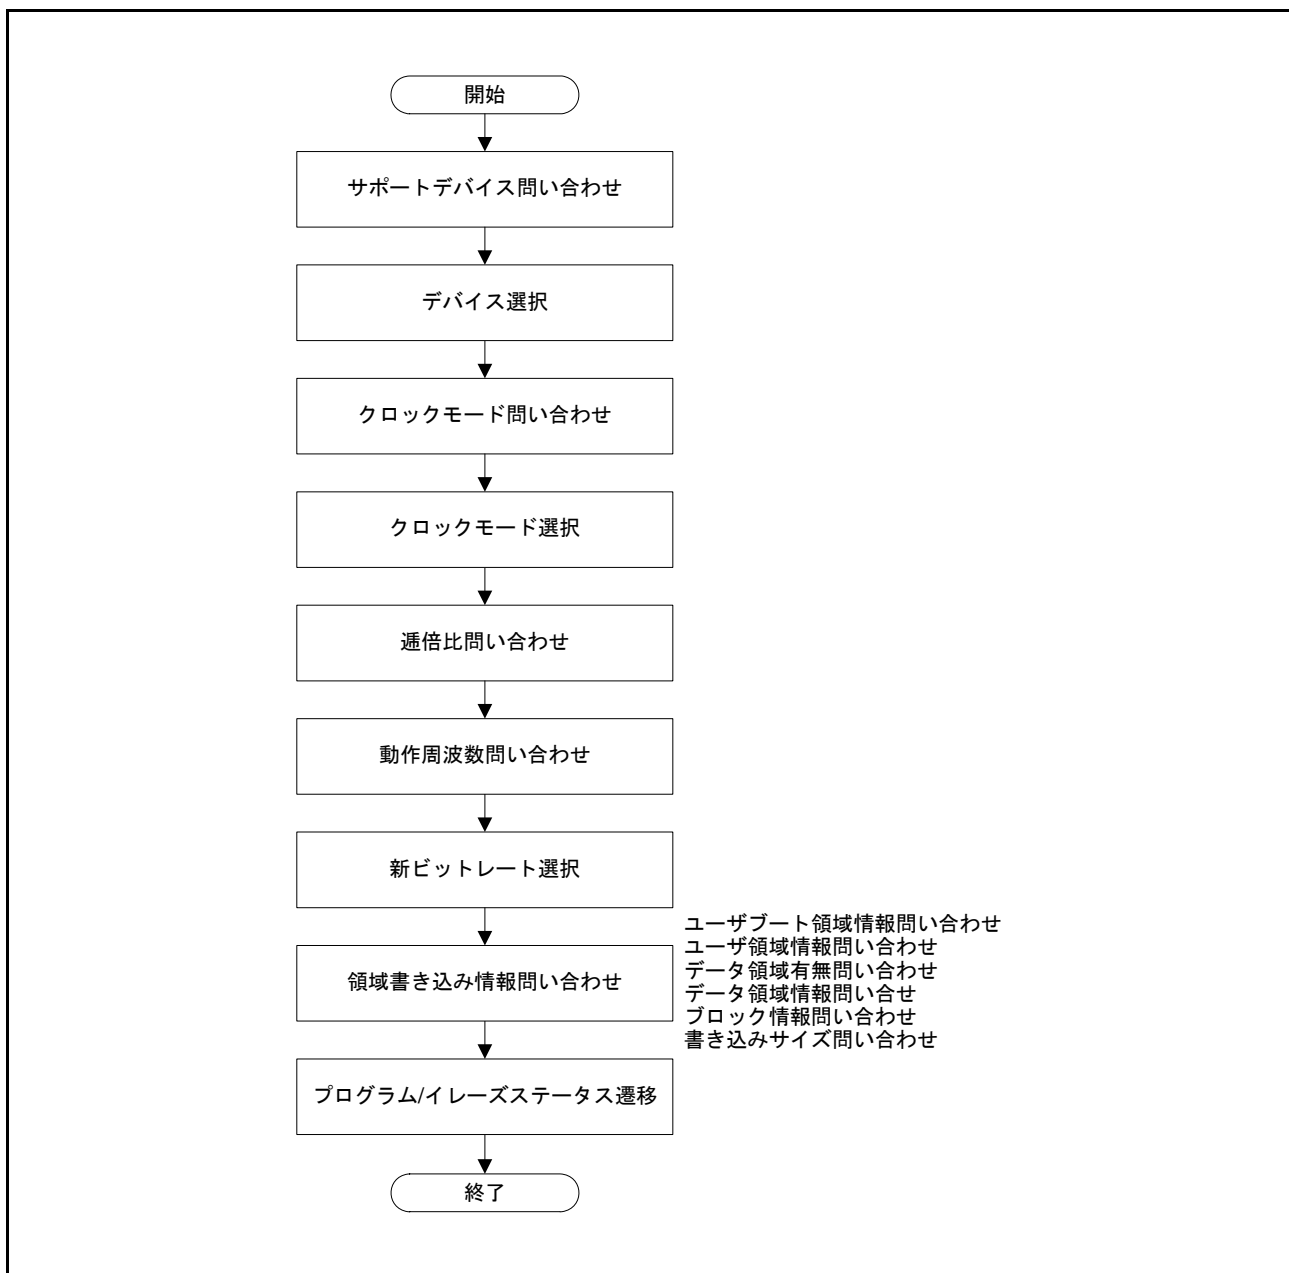 開始
サポートデバイス問い合わせ
デバイス選択
クロックモード問い合わせ
クロックモード選択
逓倍比問い合わせ
動作周波数問い合わせ
新ビットレート選択
領域書き込み情報問い合わせ
ユーザブート領域情報問い合わせ
ユーザ領域情報問い合わせ
データ領域有無問い合わせ
データ領域情報問い合せ
ブロック情報問い合わせ
書き込みサイズ問い合わせ
プログラム/イレーズステータス遷移
終了